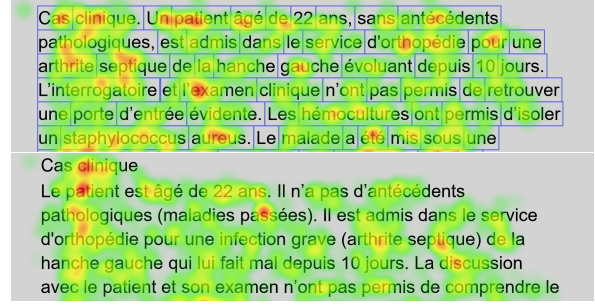 Cas clinique. Un patient âgé de 22 ans, sans antécédents
pathologiques, est admis dans le service d'orthopédie pour une
arthrite septique de la hanche gauche évoluant depuis 10 jours.
L'interrogatoire et l'examen clinique n'ont pas permis de retrouver
une porte d'entrée évidente. Les hémocultures ont permis d'isoler
un staphylococcus aureus. Le malade a été mis sous une
Cas clinique
Le patient est âgé de 22 ans. Il n'a pas d'antécédents
pathologiques (maladies passées). Il est admis dans le service
d'orthopédie pour une infection grave (arthrite septique) de la
hanche gauche qui lui fait mal depuis 10 jours. La discussion
avec le patient et son examen n'ont pas permis de comprendre le